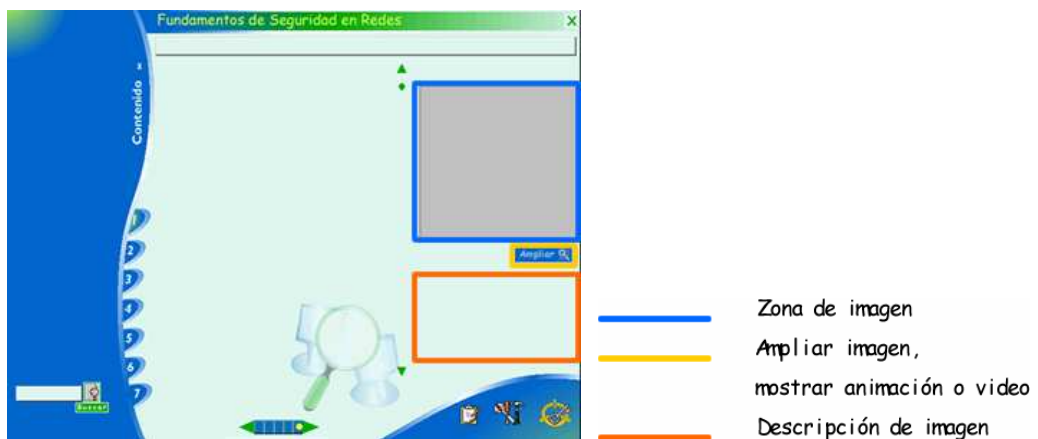 Fundamentos de Seguridad en Redes
X
Contenido
1
2
3
4
5
6
7
Ampliar
Buscar
Zona de imagen
Ampliar imagen,
mostrar animación o video
Descripción de imagen